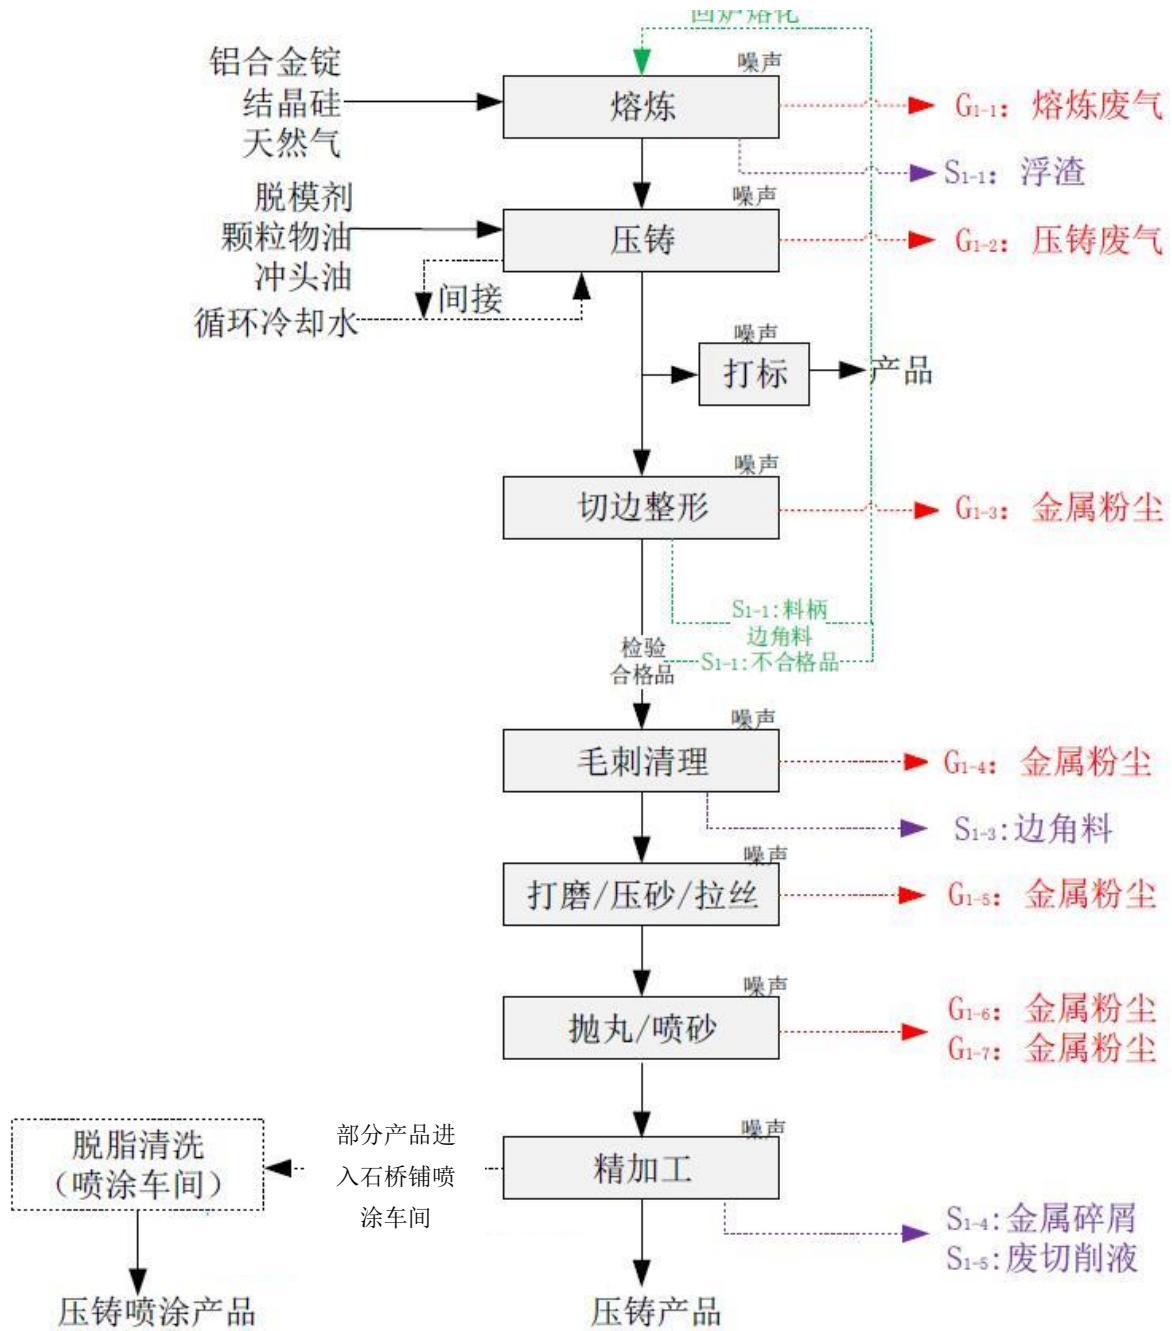 回炉熔化
铝合金锭
结晶硅
天然气
噪声
熔炼
G1-1: 熔炼废气
S1-1: 浮渣
脱模剂
颗粒物油
冲头油
噪声
压铸
G1-2: 压铸废气
间接
循环冷却水
噪声
打标
产品
噪声
切边整形
G1-3: 金属粉尘
S1-1:料柄
边角料
S1-1:不合格品
检验
合格品
噪声
毛刺清理
G1-4: 金属粉尘
S1-3:边角料
噪声
打磨/压砂/拉丝
G1-5: 金属粉尘
噪声
抛丸/喷砂
G1-6: 金属粉尘
G1-7: 金属粉尘
噪声
精加工
部分产品进
入石桥铺喷
涂车间
脱脂清洗
(喷涂车间)
S1-4:金属碎屑
S1-5:废切削液
压铸喷涂产品
压铸产品